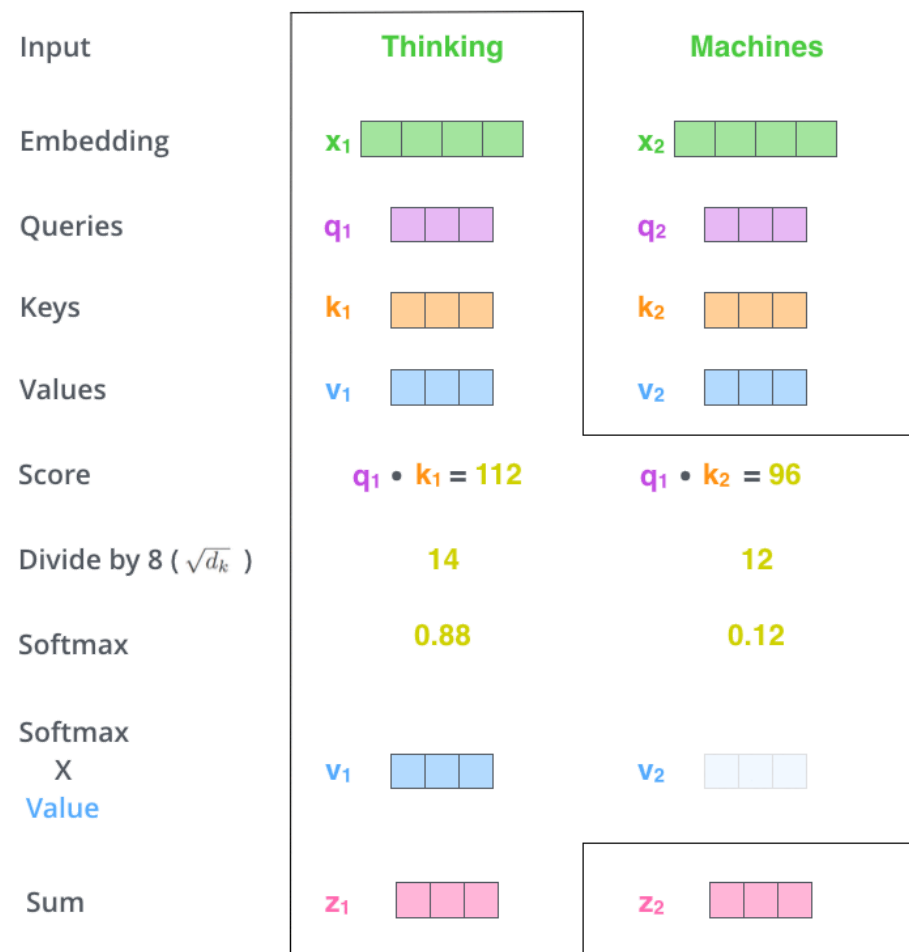 Input Thinking Machines
Embedding x₁ x₂
Queries q₁ q₂
Keys k₁ k₂
Values v₁ v₂
Score q₁ • k₁ = 112 q₁ • k₂ = 96
Divide by 8 ( √dₖ ) 14 12
Softmax 0.88 0.12
Softmax
X v₁ v₂
Value
Sum z₁ z₂